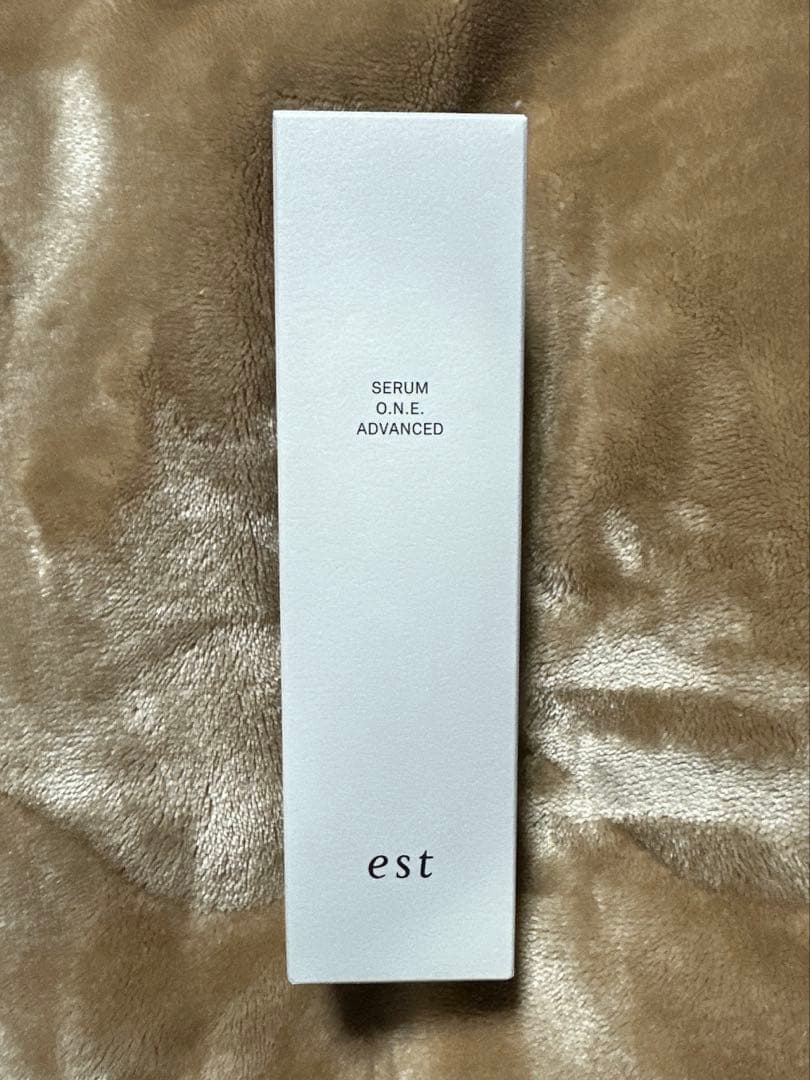 SERUM
O.N.E.
ADVANCED
est